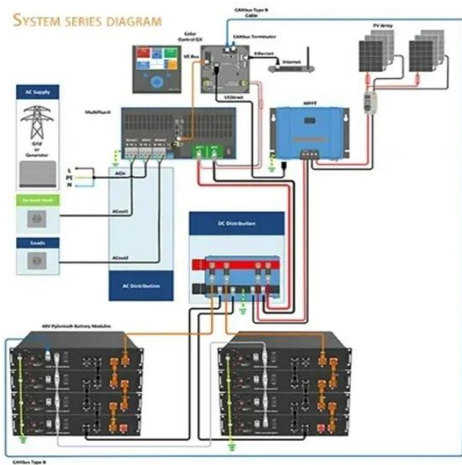 SYSTEM SERIES DIAGRAM
CANbus Type B
Cable
Color
Control GX
CANbus Terminator
PV Array
VE Bus
Ethernet
Internet
AC Supply
VEDirect
MPPT
MultiPlus-II
Grid
or
Generator
L
PE
N
ACin
ACout1
Loads
DC Distribution
ACout2
AC Distribution
48V Pylontech Battery Modules
CANbus Type B